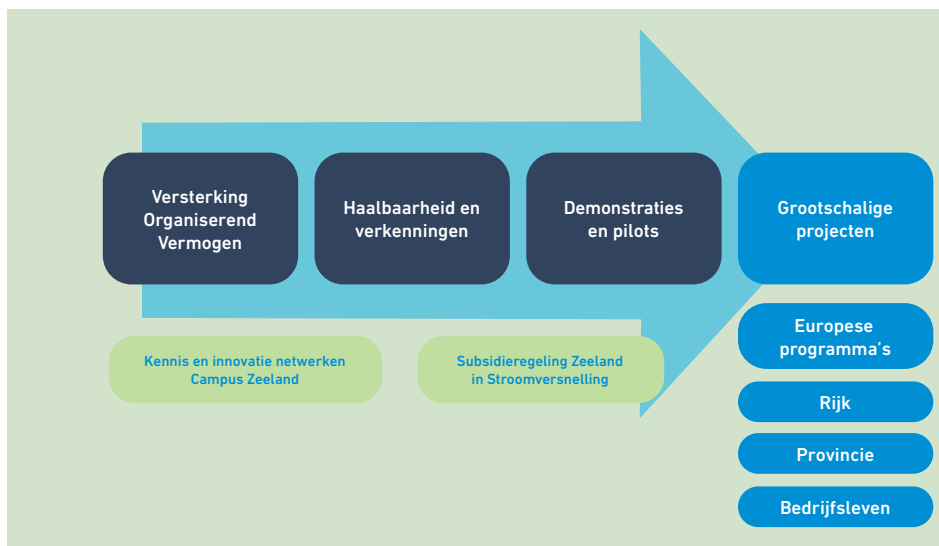 Versterking
Organiserend
Vermogen
Haalbaarheid en
verkenningen
Demonstraties
en pilots
Grootschalige
projecten
Kennis en innovatie netwerken
Campus Zeeland
Subsidieregeling Zeeland
in Stroomversnelling
Europese
programma's
Rijk
Provincie
Bedrijfsleven